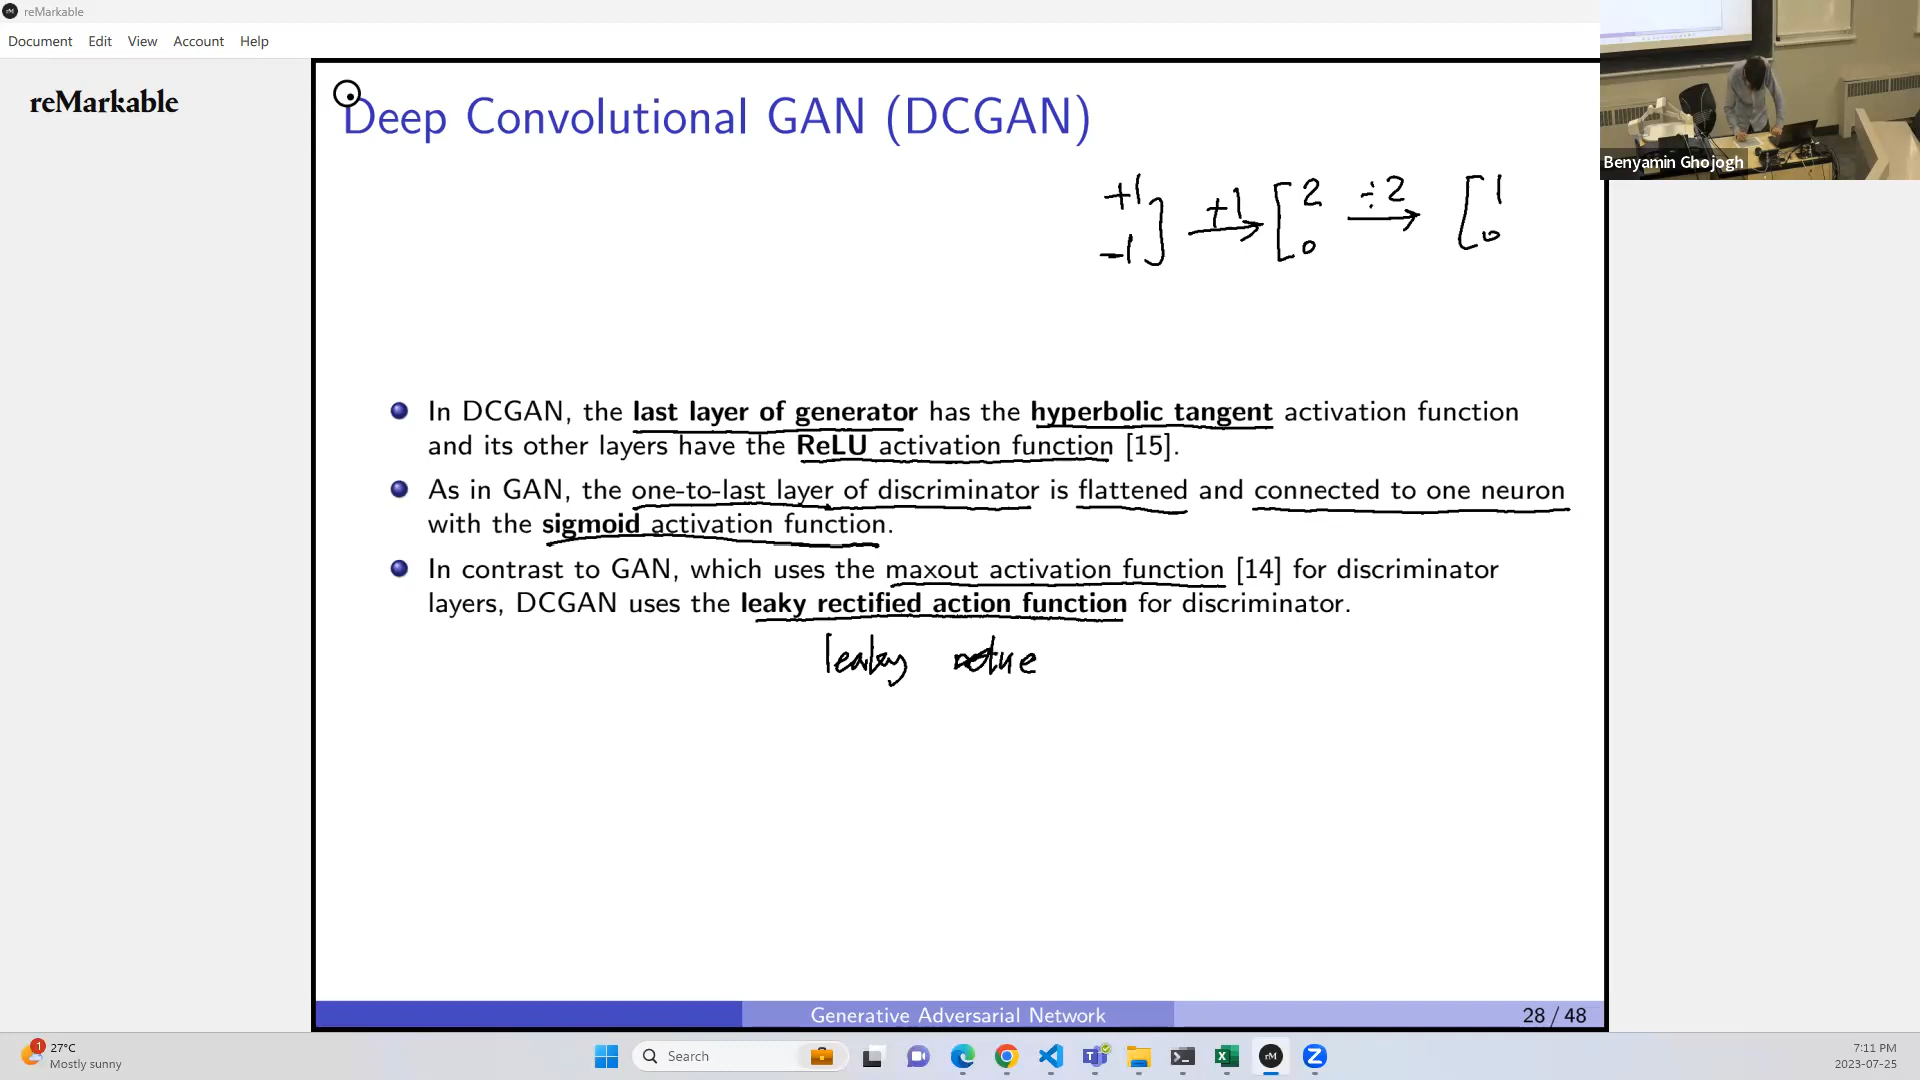 reMarkable
Document Edit View Account Help
reMarkable
Deep Convolutional GAN (DCGAN)
+1 -1 ] +1 → [ 2 0 ÷2 → [ 1 0
In DCGAN, the last layer of generator has the hyperbolic tangent activation function
and its other layers have the ReLU activation function [15].
As in GAN, the one-to-last layer of discriminator is flattened and connected to one neuron
with the sigmoid activation function.
In contrast to GAN, which uses the maxout activation function [14] for discriminator
layers, DCGAN uses the leaky rectified action function for discriminator.
leaky
Generative Adversarial Network
28 / 48
Benyamin Ghojogh
1
27°C
Mostly sunny
Search
rM
7:11 PM
2023-07-25